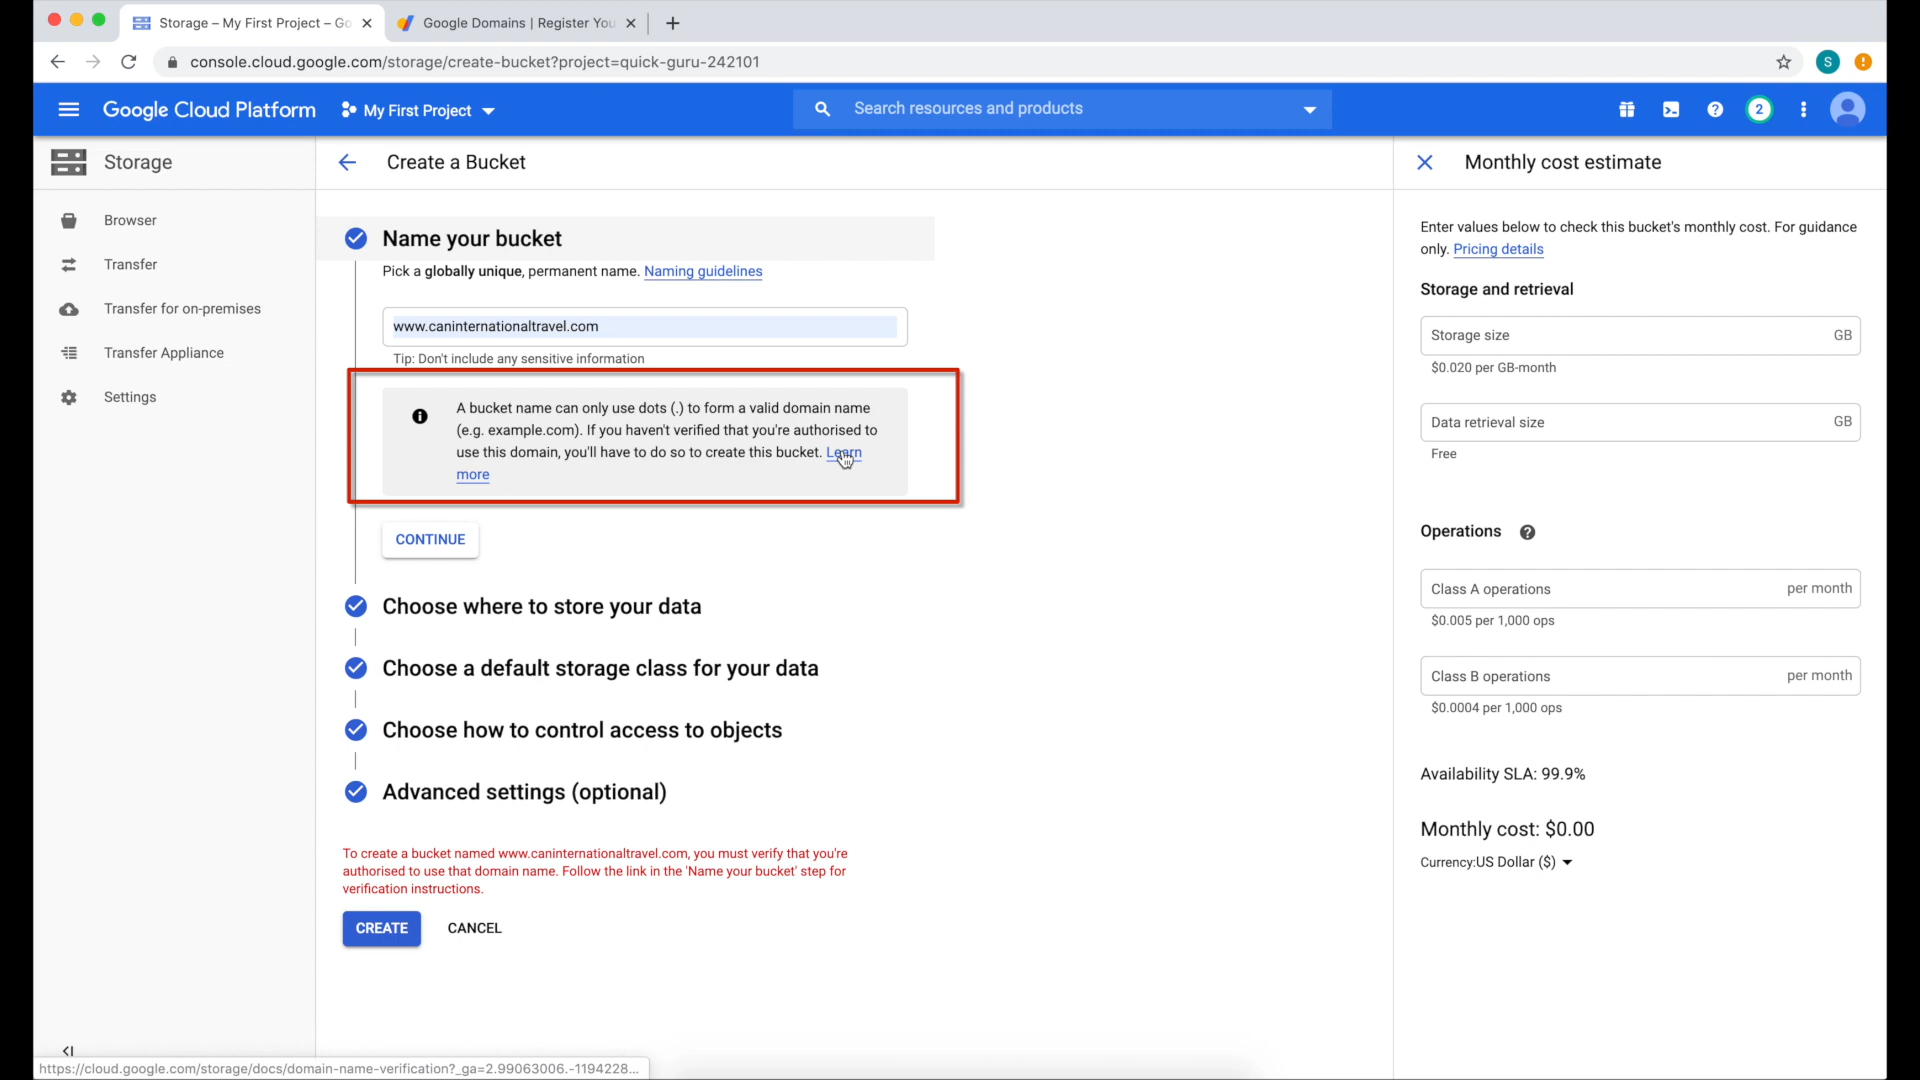 Storage – My First Project – Go
Google Domains | Register You
console.cloud.google.com/storage/create-bucket?project=quick-guru-242101
S
Google Cloud Platform
My First Project
Search resources and products
2
Storage
Create a Bucket
Monthly cost estimate
Browser
Transfer
Transfer for on-premises
Transfer Appliance
Settings
Name your bucket
Pick a globally unique, permanent name. Naming guidelines
www.caninternationaltravel.com
Tip: Don't include any sensitive information
A bucket name can only use dots (.) to form a valid domain name
(e.g. example.com). If you haven't verified that you're authorised to
use this domain, you'll have to do so to create this bucket. Learn
more
CONTINUE
Choose where to store your data
Choose a default storage class for your data
Choose how to control access to objects
Advanced settings (optional)
To create a bucket named www.caninternationaltravel.com, you must verify that you're
authorised to use that domain name. Follow the link in the 'Name your bucket' step for
verification instructions.
CREATE
CANCEL
Enter values below to check this bucket's monthly cost. For guidance
only. Pricing details
Storage and retrieval
Storage size GB
$0.020 per GB-month
Data retrieval size GB
Free
Operations
Class A operations per month
$0.005 per 1,000 ops
Class B operations per month
$0.0004 per 1,000 ops
Availability SLA: 99.9%
Monthly cost: $0.00
Currency:US Dollar ($)
https://cloud.google.com/storage/docs/domain-name-verification?_ga=2.99063006.-1194228...